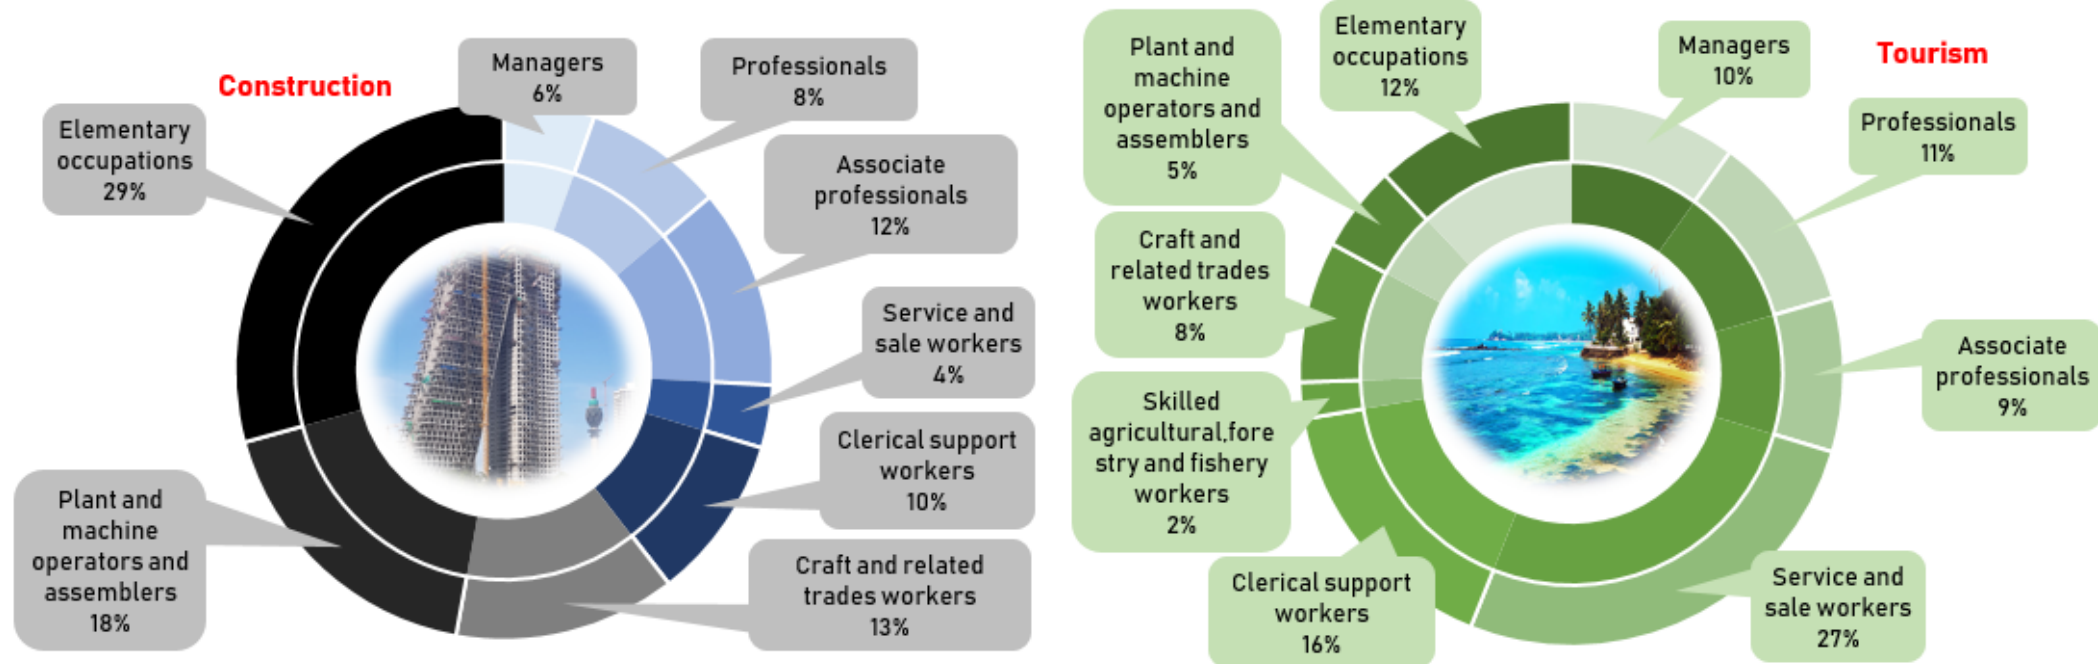 Construction
Managers
6%
Professionals
8%
Associate
professionals
12%
Service and
sale workers
4%
Clerical support
workers
10%
Craft and related
trades workers
13%
Plant and
machine
operators and
assemblers
18%
Elementary
occupations
29%
Tourism
Managers
10%
Professionals
11%
Associate
professionals
9%
Service and
sale workers
27%
Clerical support
workers
16%
Skilled
agricultural,fore
stry and fishery
workers
2%
Craft and
related trades
workers
8%
Plant and
machine
operators and
assemblers
5%
Elementary
occupations
12%